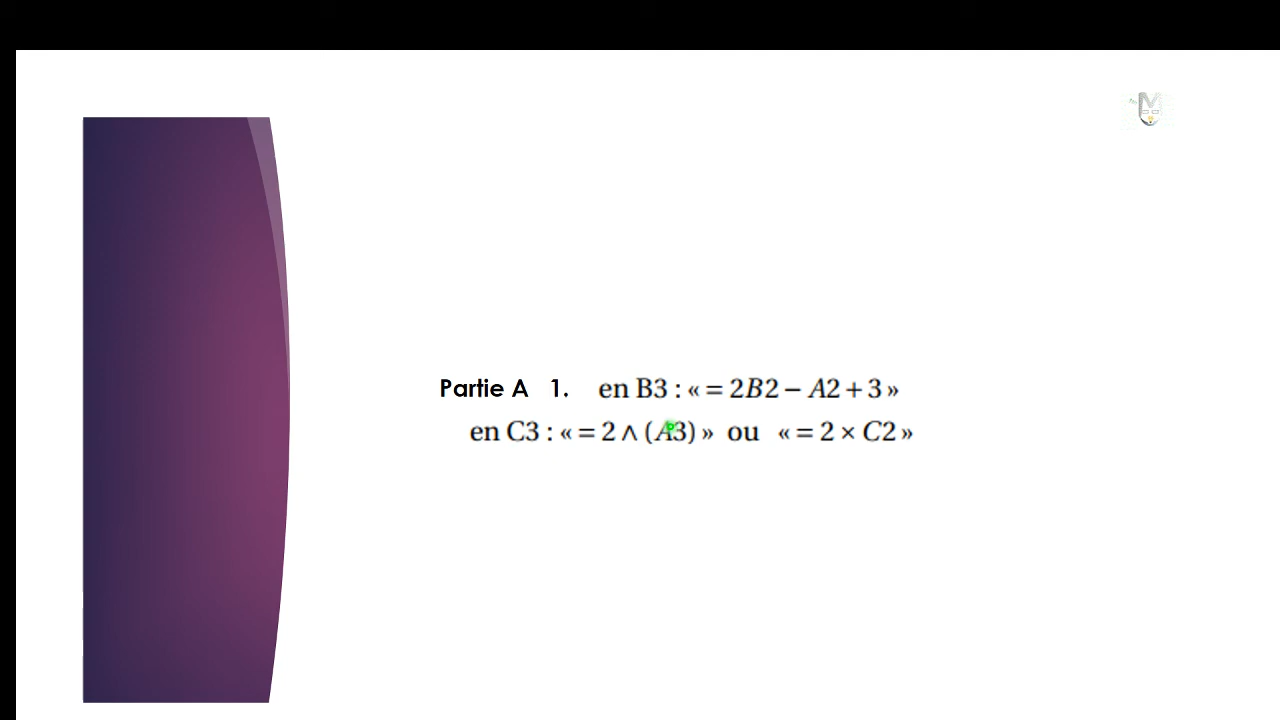 Partie A 1. en B3 : « = 2B2 − A2 + 3 »
en C3 : « = 2 ∧ (A3) » ou « = 2 × C2 »